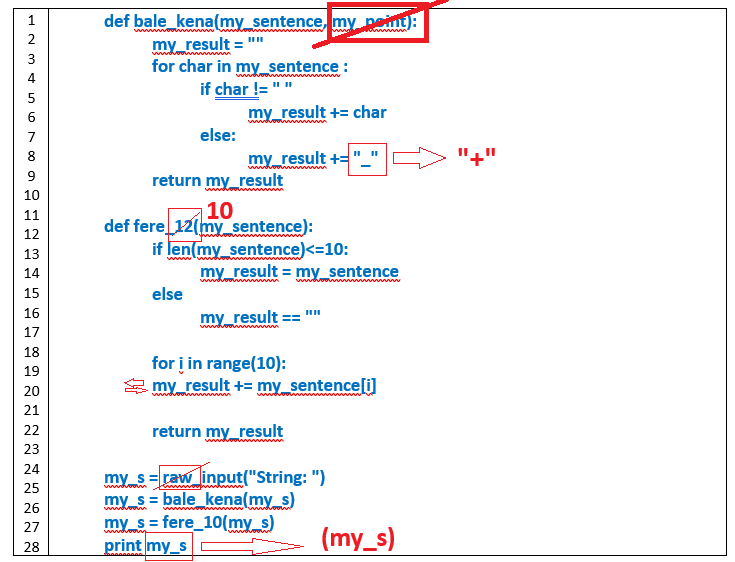 1 def bale_kena(my_sentence, my_point):
2 my_result = ""
3 for char in my_sentence :
4
5 if char != " "
6 my_result += char
7 else:
8 my_result += "_" "+"
9 return my_result
10
11 10
12 def fere_12(my_sentence):
13 if len(my_sentence)<=10:
14 my_result = my_sentence
15 else
16 my_result == ""
17
18
19 for i in range(10):
20 my_result += my_sentence[i]
21
22 return my_result
23
24 my_s = raw_input("String: ")
25
26 my_s = bale_kena(my_s)
27 my_s = fere_10(my_s)
28 print my_s (my_s)